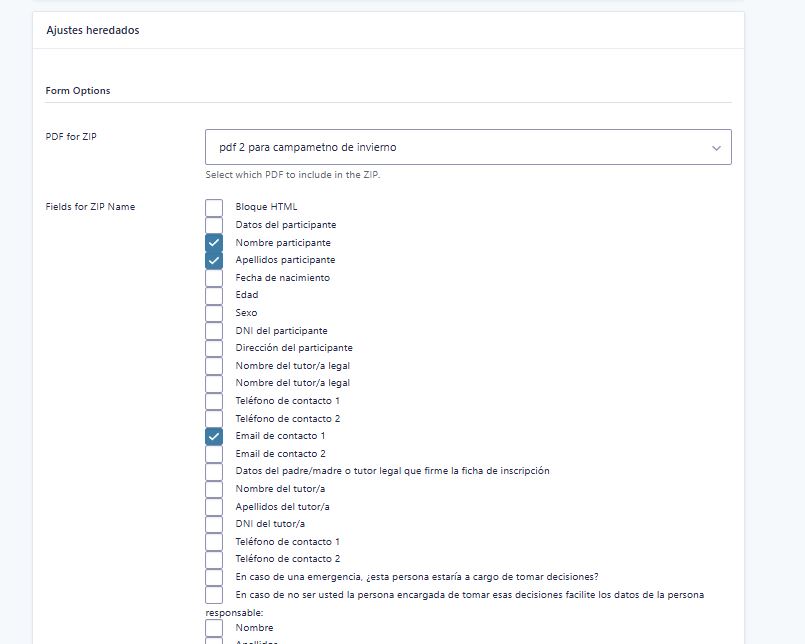 Ajustes heredados
Form Options
PDF for ZIP
pdf 2 para campametno de invierno
Select which PDF to include in the ZIP.
Fields for ZIP Name
Bloque HTML
Datos del participante
Nombre participante
Apellidos participante
Fecha de nacimiento
Edad
Sexo
DNI del participante
Dirección del participante
Nombre del tutor/a legal
Nombre del tutor/a legal
Teléfono de contacto 1
Teléfono de contacto 2
Email de contacto 1
Email de contacto 2
Datos del padre/madre o tutor legal que firme la ficha de inscripción
Nombre del tutor/a
Apellidos del tutor/a
DNI del tutor/a
Teléfono de contacto 1
Teléfono de contacto 2
En caso de una emergencia, ¿esta persona estaría a cargo de tomar decisiones?
En caso de no ser usted la persona encargada de tomar esas decisiones facilite los datos de la persona
responsable:
Nombre
Apellidos